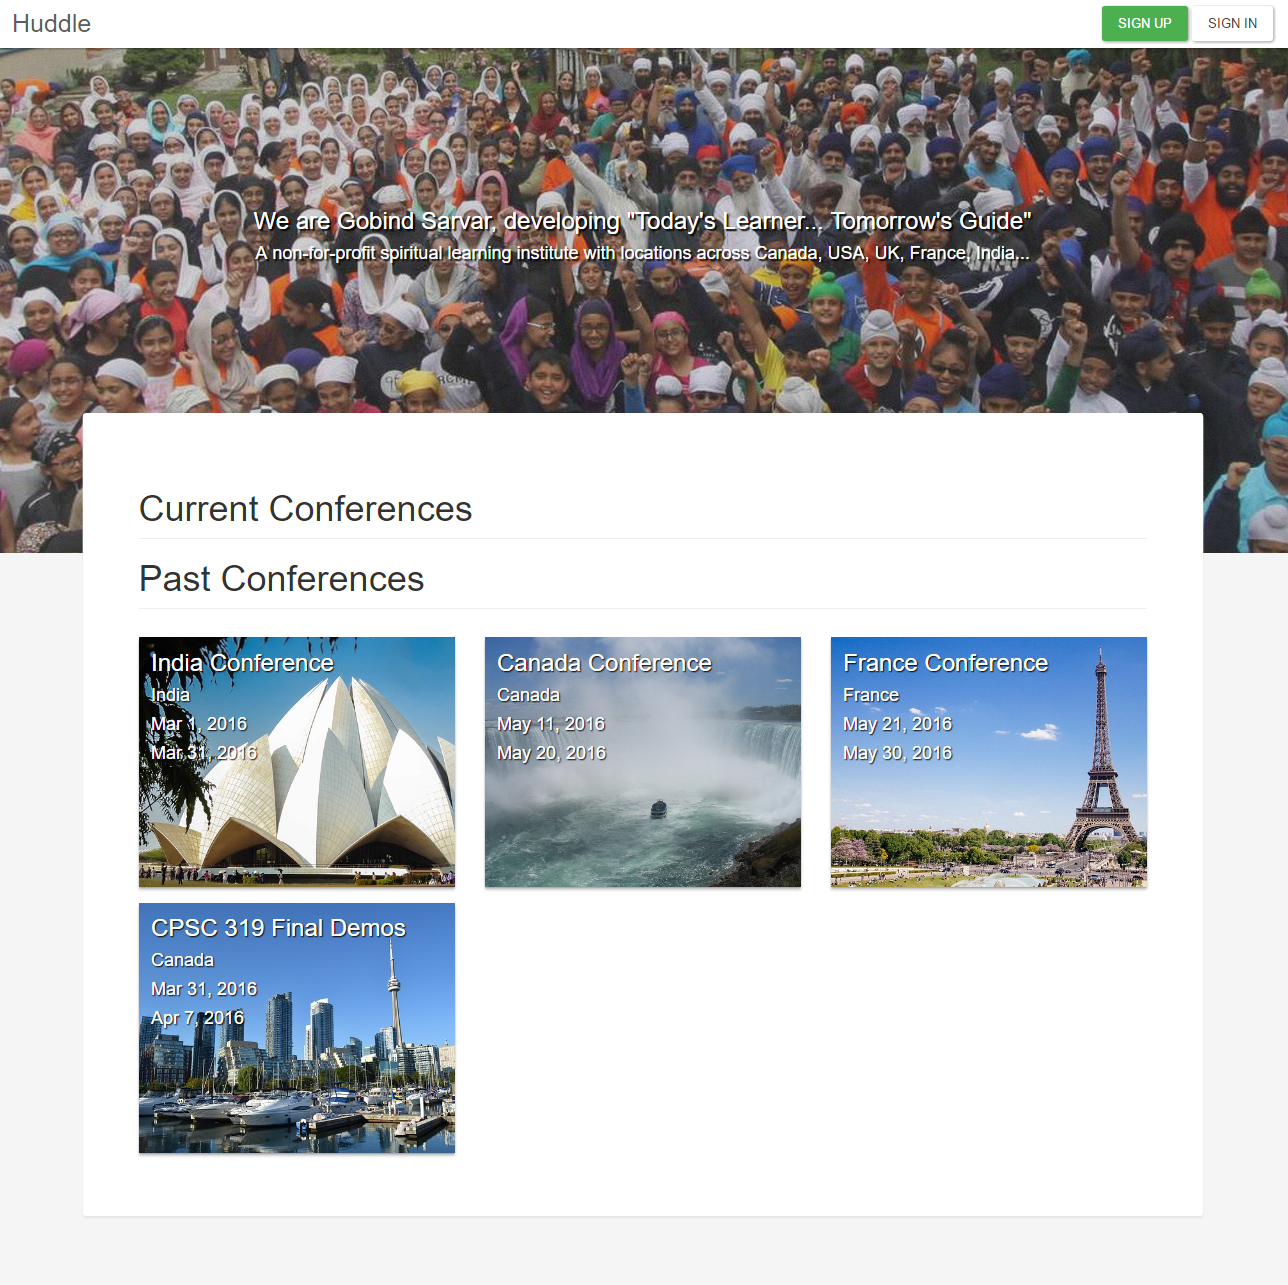 Huddle
SIGN UP
SIGN IN
We are Gobind Sarvar, developing "Today's Learner... Tomorrow's Guide"
A non-for-profit spiritual learning institute with locations across Canada, USA, UK, France, India...
Current Conferences
Past Conferences
India Conference
India
Mar 1, 2016
Mar 31, 2016
Canada Conference
Canada
May 11, 2016
May 20, 2016
France Conference
France
May 21, 2016
May 30, 2016
CPSC 319 Final Demos
Canada
Mar 31, 2016
Apr 7, 2016